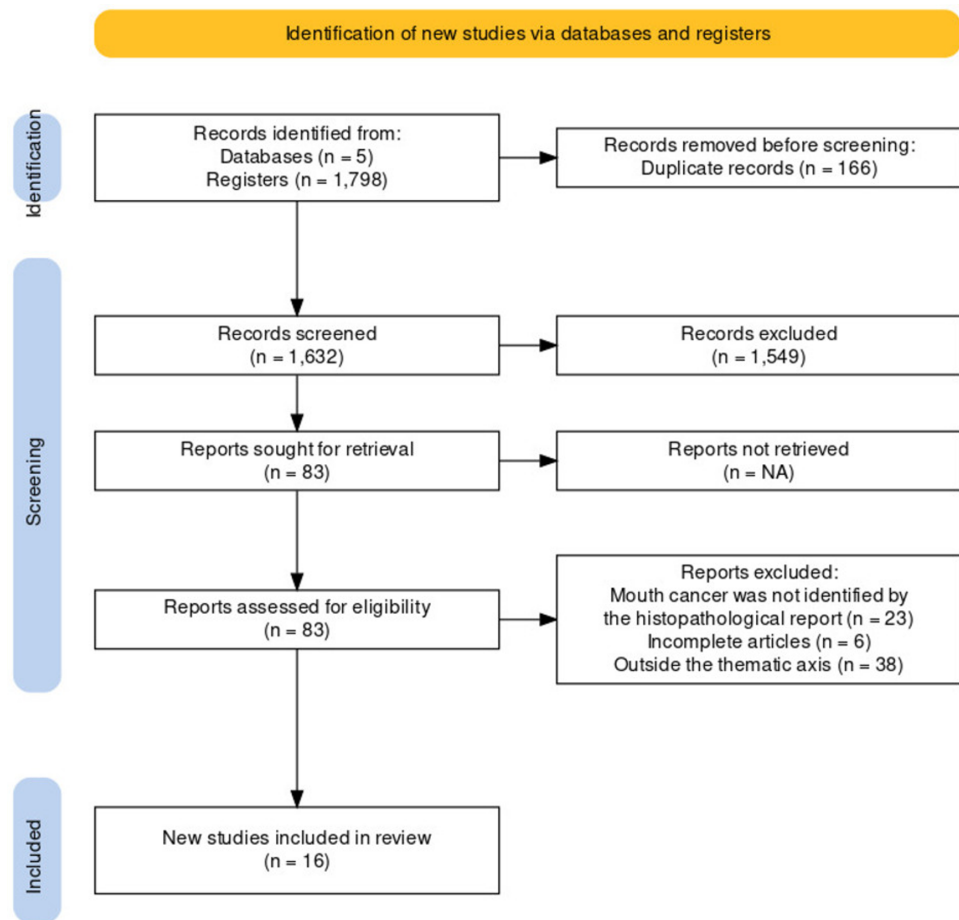 Identification of new studies via databases and registers
Identification
Records identified from:
Databases (n = 5)
Registers (n = 1,798)
Records removed before screening:
Duplicate records (n = 166)
Screening
Records screened
(n = 1,632)
Records excluded
(n = 1,549)
Reports sought for retrieval
(n = 83)
Reports not retrieved
(n = NA)
Reports assessed for eligibility
(n = 83)
Reports excluded:
Mouth cancer was not identified by
the histopathological report (n = 23)
Incomplete articles (n = 6)
Outside the thematic axis (n = 38)
Included
New studies included in review
(n = 16)